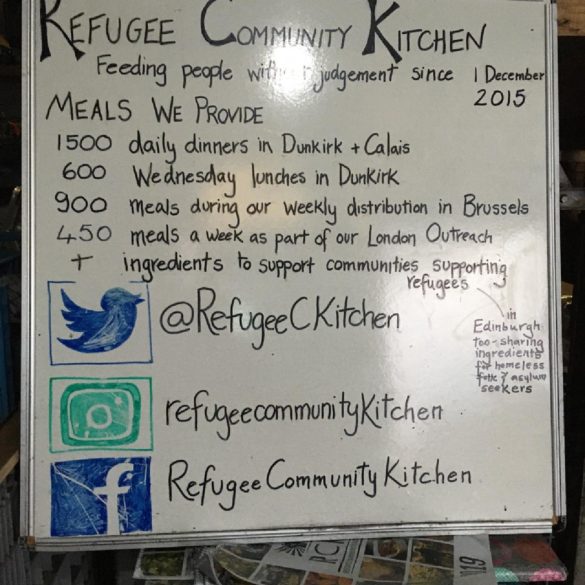 REFUGEE COMMUNITY KITCHEN
Feeding people without judgement since 1 December
2015
MEALS WE PROVIDE
1500 daily dinners in Dunkirk + Calais
600 Wednesday lunches in Dunkirk
900 meals during our weekly distribution in Brussels
450 meals a week as part of our London Outreach
+ ingredients to support communities supporting
refugees
in
Edinburgh
too-sharing
ingredients
for homeless
folk & asylum
seekers
@RefugeeCKitchen
refugeecommunityKitchen
f RefugeeCommunityKitchen